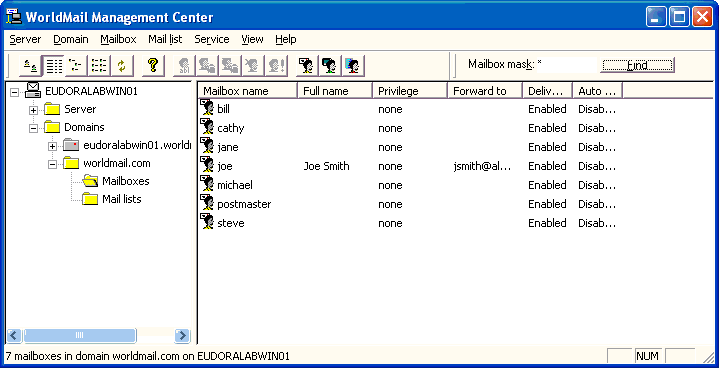 WorldMail Management Center
Server Domain Mailbox Mail list Service View Help
Mailbox mask: * Find
EUDORALABWIN01
Server
Domains
eudoralabwin01.worldm
worldmail.com
Mailboxes
Mail lists
Mailbox name Full name Privilege Forward to Deliv... Auto ...
bill none Enabled Disab...
cathy none Enabled Disab...
jane none Enabled Disab...
joe Joe Smith none jsmith@al... Enabled Disab...
michael none Enabled Disab...
postmaster none Enabled Disab...
steve none Enabled Disab...
7 mailboxes in domain worldmail.com on EUDORALABWIN01 NUM